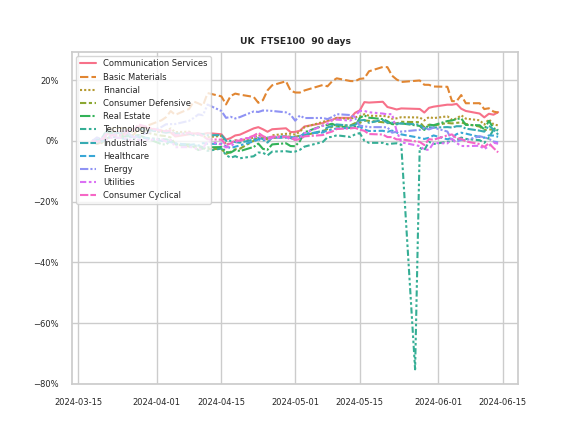 UK FTSE100 90 days
Communication Services
Basic Materials
Financial
Consumer Defensive
Real Estate
Technology
Industrials
Healthcare
Energy
Utilities
Consumer Cyclical
20%
0%
−20%
−40%
−60%
−80%
2024-03-15 2024-04-01 2024-04-15 2024-05-01 2024-05-15 2024-06-01 2024-06-15